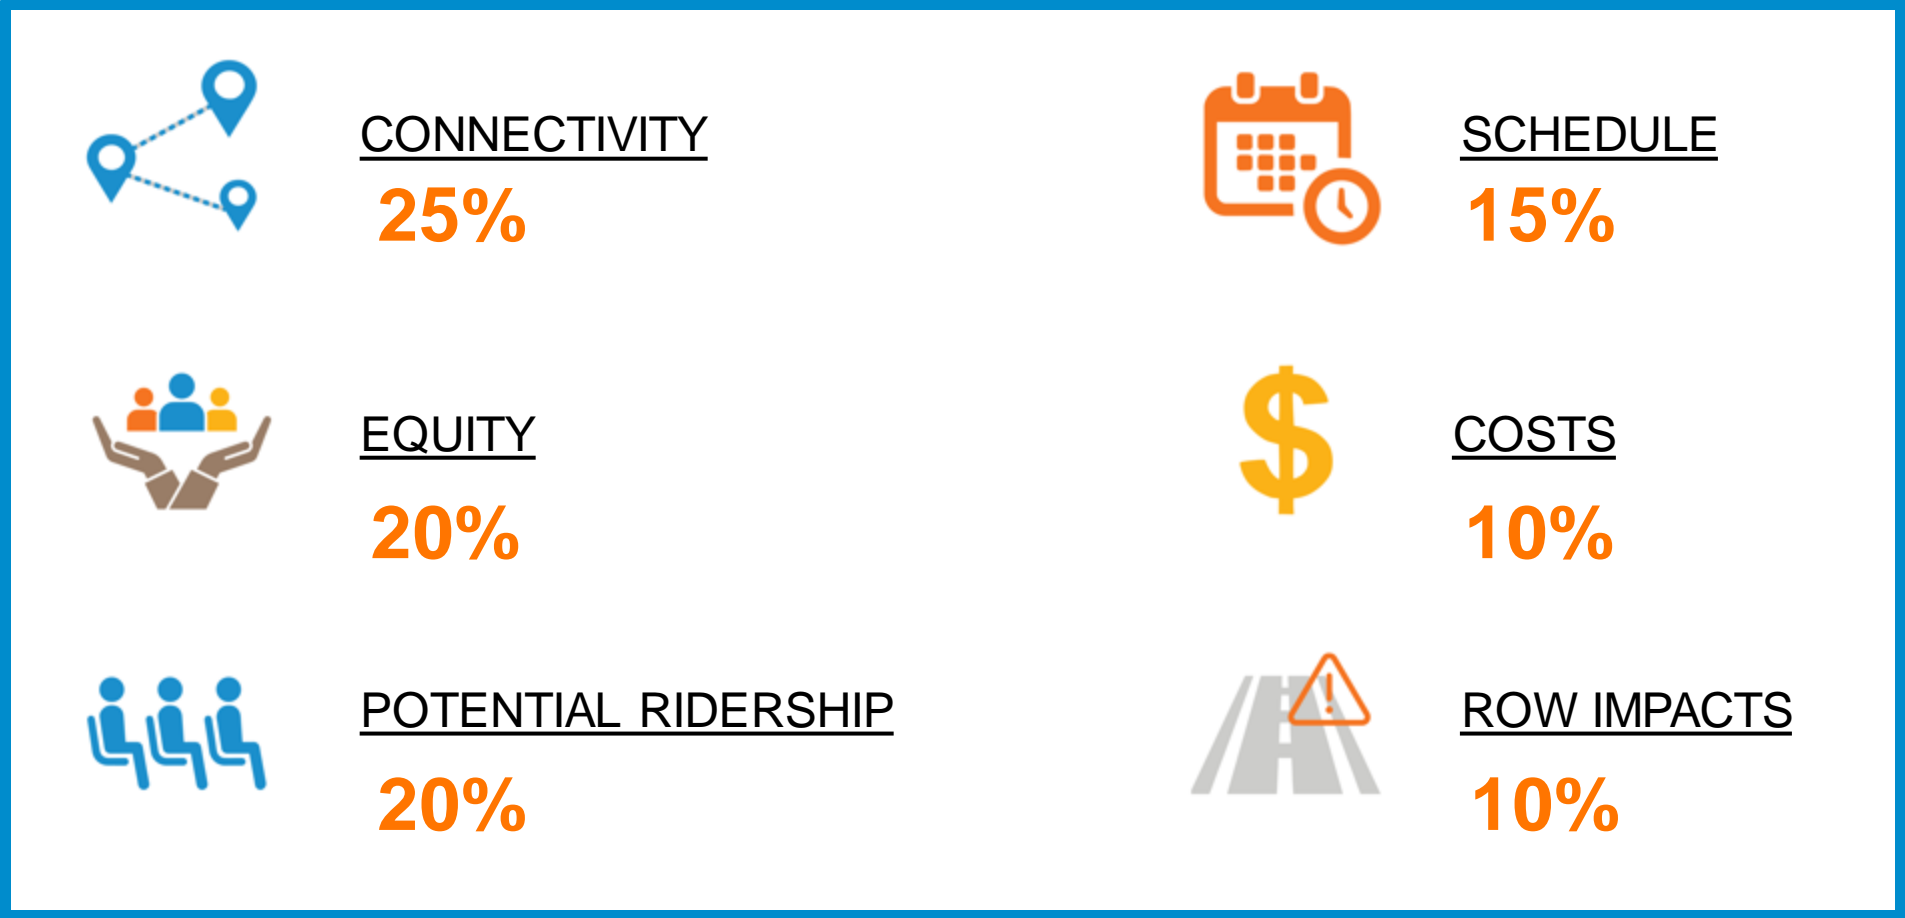 CONNECTIVITY
25%
EQUITY
20%
POTENTIAL RIDERSHIP
20%
SCHEDULE
15%
COSTS
10%
ROW IMPACTS
10%